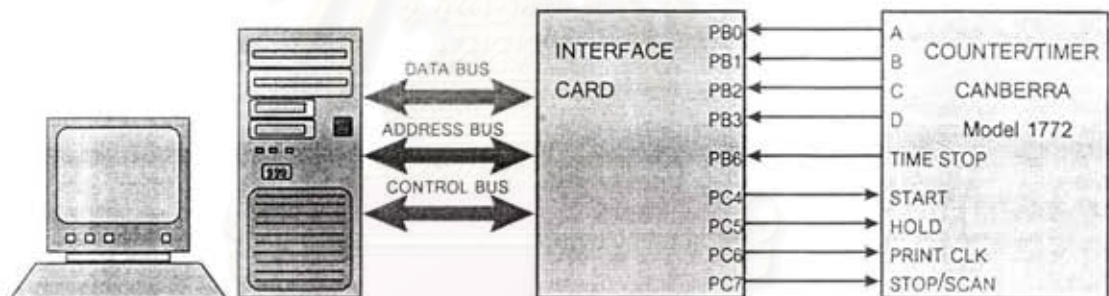 DATA BUS
ADDRESS BUS
CONTROL BUS
999
INTERFACE
CARD
PB0
PB1
PB2
PB3
PB6
PC4
PC5
PC6
PC7
A
B
C
D
TIME STOP
START
HOLD
PRINT CLK
STOP/SCAN
COUNTER/TIMER
CANBERRA
Model 1772